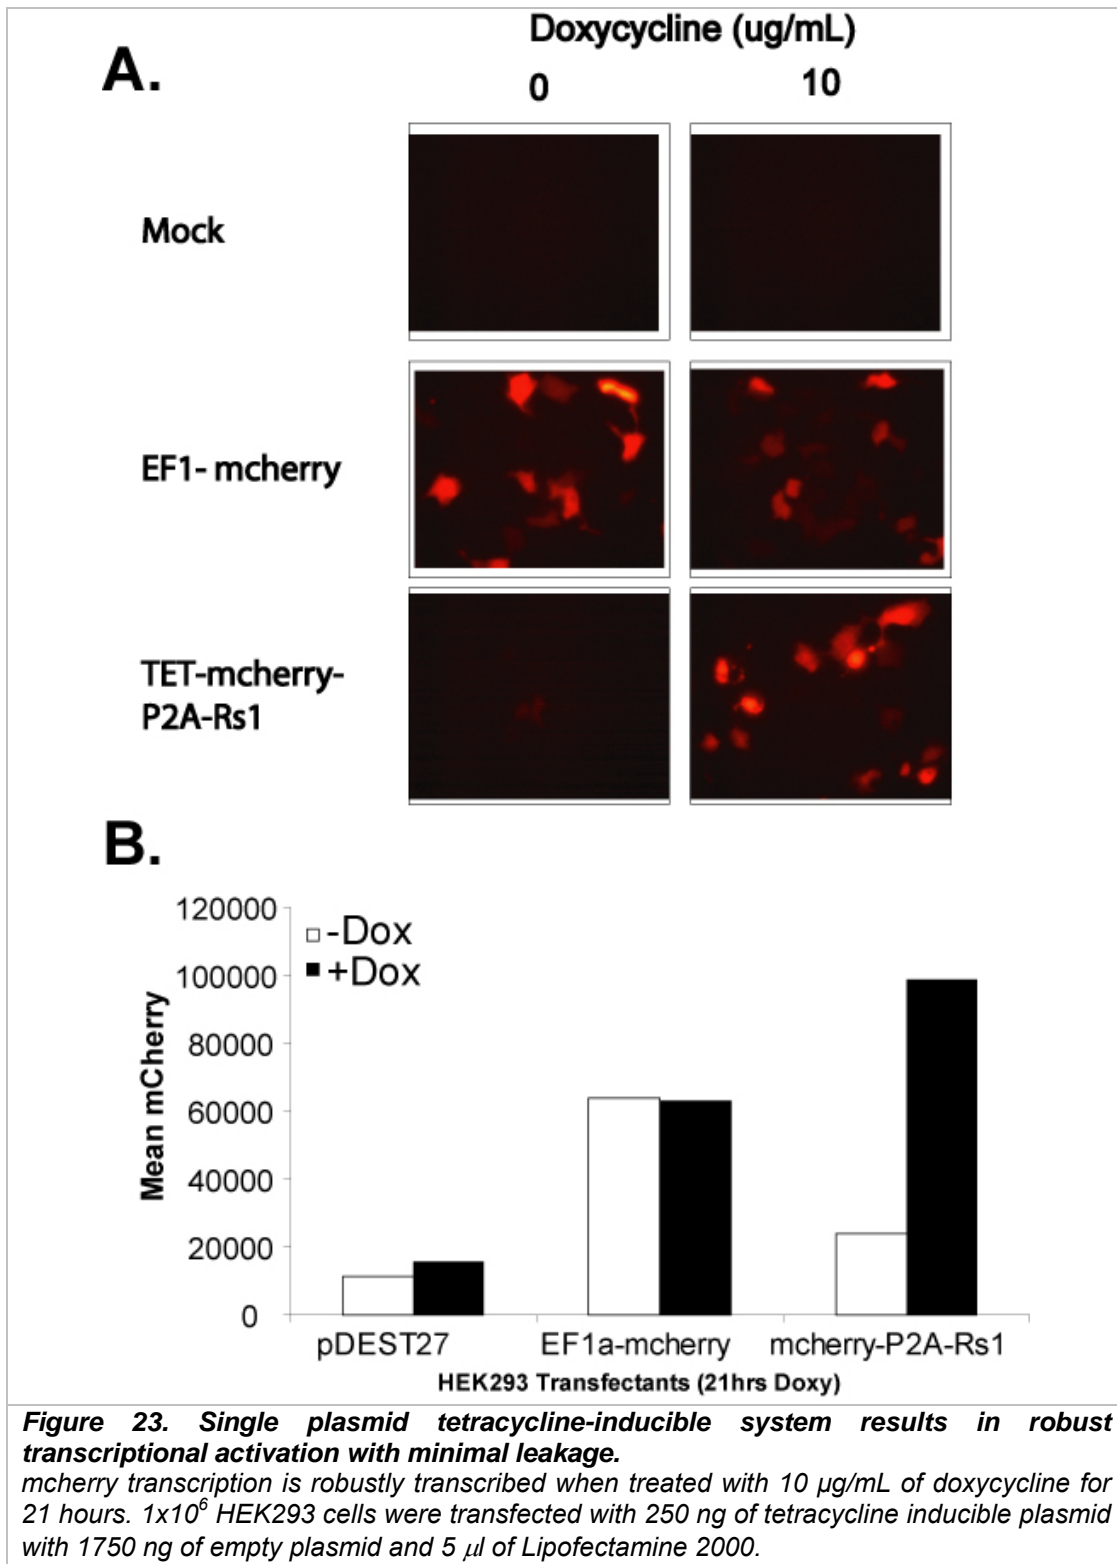 Doxycycline (ug/mL)
A.
0
10
Mock
EF1- mcherry
TET-mcherry-
P2A-Rs1
B.
120000
100000
80000
60000
40000
20000
0
Mean mCherry
-Dox
+Dox
pDEST27
EF1a-mcherry
mcherry-P2A-Rs1
HEK293 Transfectants (21hrs Doxy)
Figure 23. Single plasmid tetracycline-inducible system results in robust
transcriptional activation with minimal leakage.
mcherry transcription is robustly transcribed when treated with 10 µg/mL of doxycycline for
21 hours. 1x10⁶ HEK293 cells were transfected with 250 ng of tetracycline inducible plasmid
with 1750 ng of empty plasmid and 5 µl of Lipofectamine 2000.